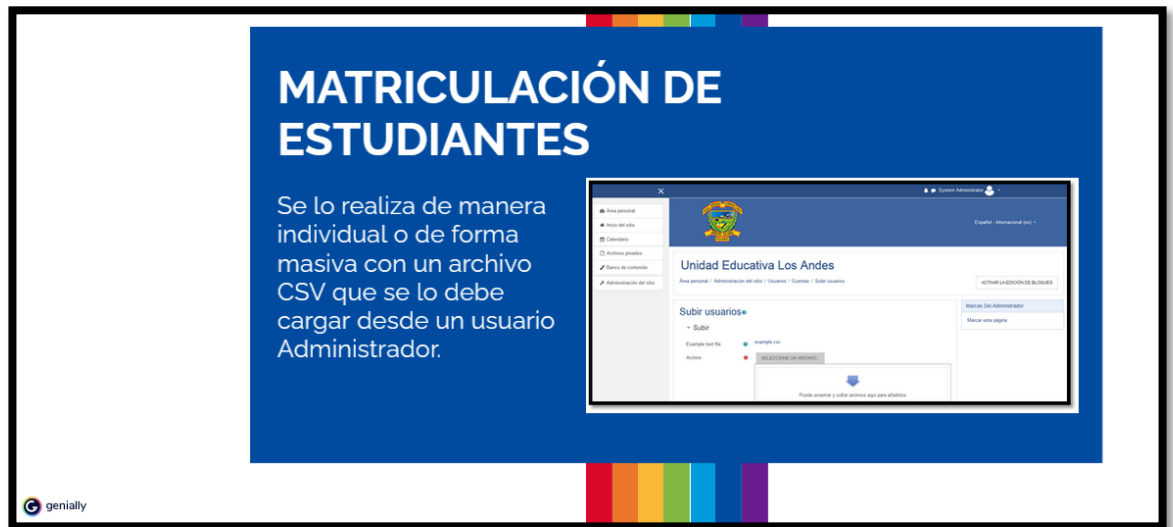 MATRICULACIÓN DE
ESTUDIANTES
Se lo realiza de manera
individual o de forma
masiva con un archivo
CSV que se lo debe
cargar desde un usuario
Administrador.
System Administrator
Área personal
Inicio del sitio
Calendario
Archivos privados
Banco de contenido
Administración del sitio
Español - Internacional (es)
Unidad Educativa Los Andes
Área personal / Administración del sitio / Usuarios / Cuentas / Subir usuarios
ACTIVAR LA EDICIÓN DE BLOQUES
Subir usuarios
Subir
Example text file
example.csv
Archivo
SELECCIONE UN ARCHIVO...
Puede arrastrar y soltar archivos aquí para añadirlos
Marcas Del Administrador
Marcar esta página
genially